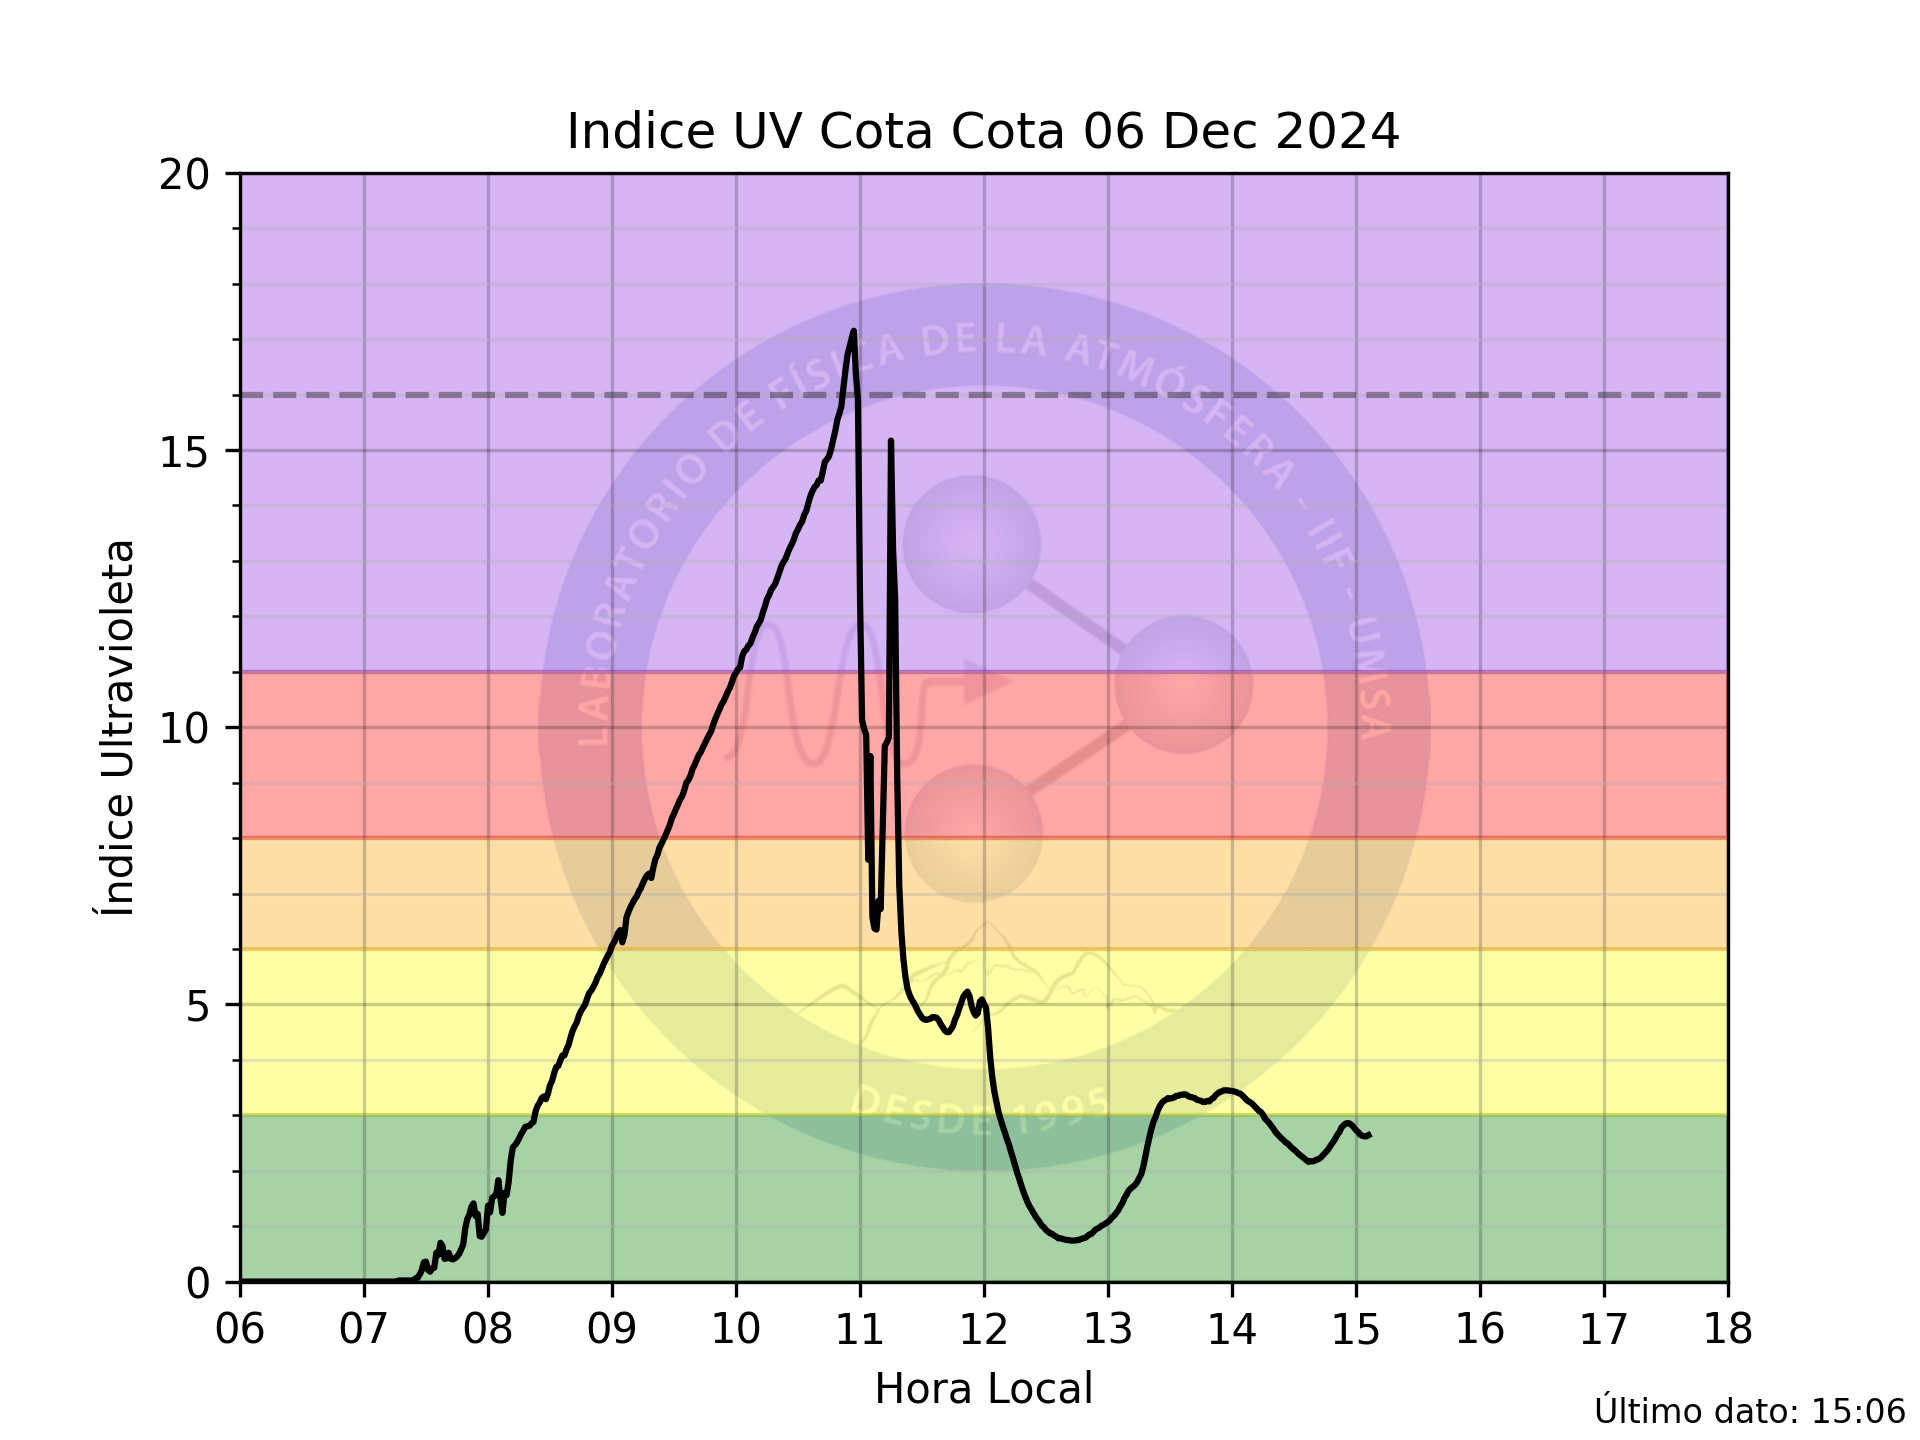 Indice UV Cota Cota 06 Dec 2024
20
15
10
5
0
Índice Ultravioleta
LABORATORIO DE FÍSICA DE LA ATMÓSFERA - IIF - UMSA
DESDE 1995
06 07 08 09 10 11 12 13 14 15 16 17 18
Hora Local
Último dato: 15:06